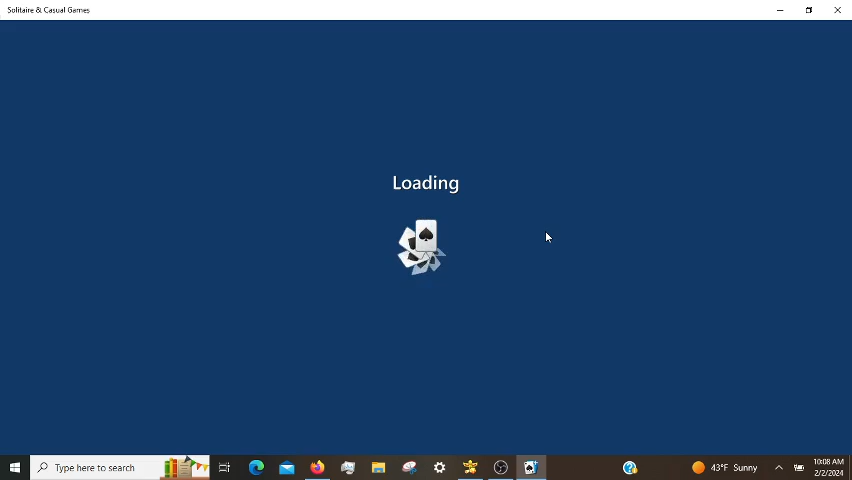 Solitaire & Casual Games
Loading
Type here to search
43°F Sunny
10:08 AM
2/2/2024